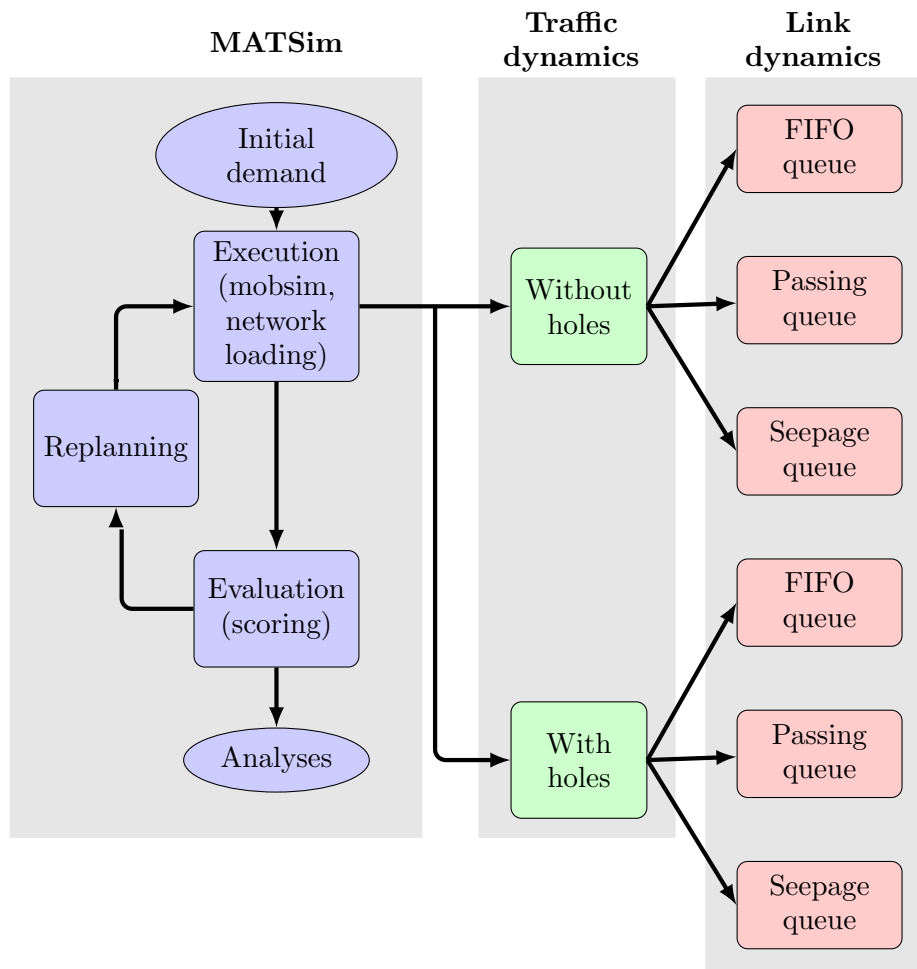 MATSim
Traffic
dynamics
Link
dynamics
Initial
demand
Execution
(mobsim,
network
loading)
Replanning
Evaluation
(scoring)
Analyses
Without
holes
With
holes
FIFO
queue
Passing
queue
Seepage
queue
FIFO
queue
Passing
queue
Seepage
queue